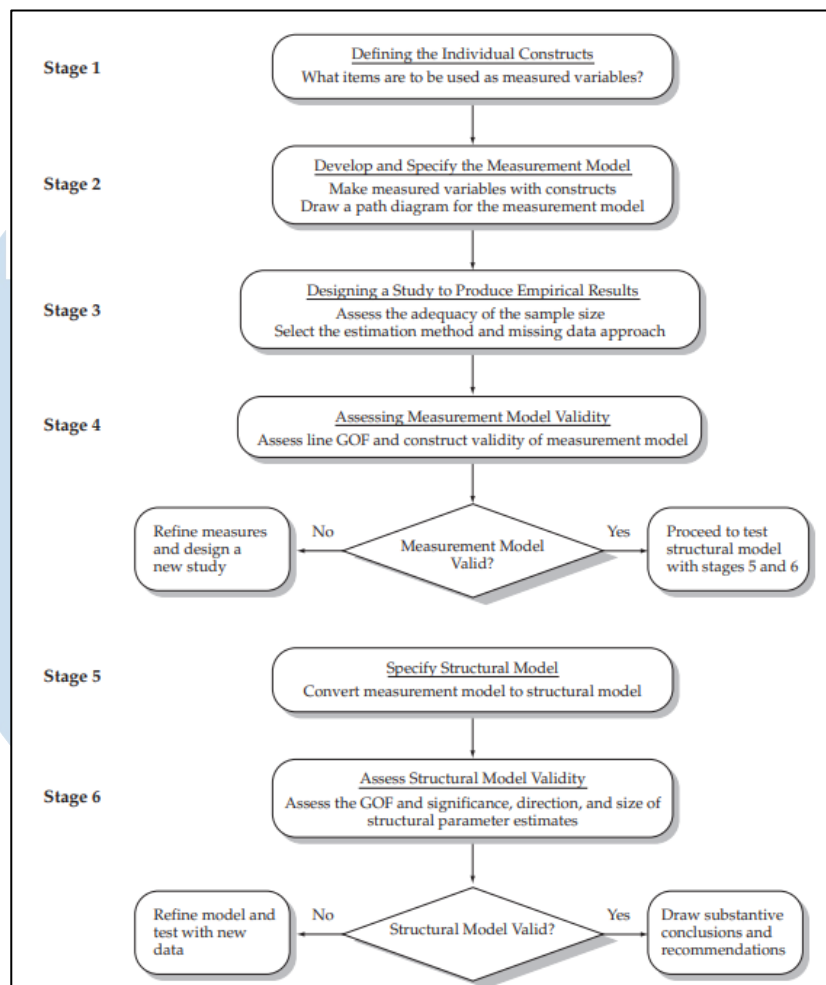 Stage 1
Defining the Individual Constructs
What items are to be used as measured variables?
Stage 2
Develop and Specify the Measurement Model
Make measured variables with constructs
Draw a path diagram for the measurement model
Stage 3
Designing a Study to Produce Empirical Results
Assess the adequacy of the sample size
Select the estimation method and missing data approach
Stage 4
Assessing Measurement Model Validity
Assess line GOF and construct validity of measurement model
Refine measures
and design a
new study
No
Measurement Model
Valid?
Yes
Proceed to test
structural model
with stages 5 and 6
Stage 5
Specify Structural Model
Convert measurement model to structural model
Stage 6
Assess Structural Model Validity
Assess the GOF and significance, direction, and size of
structural parameter estimates
Refine model and
test with new
data
No
Structural Model Valid?
Yes
Draw substantive
conclusions and
recommendations